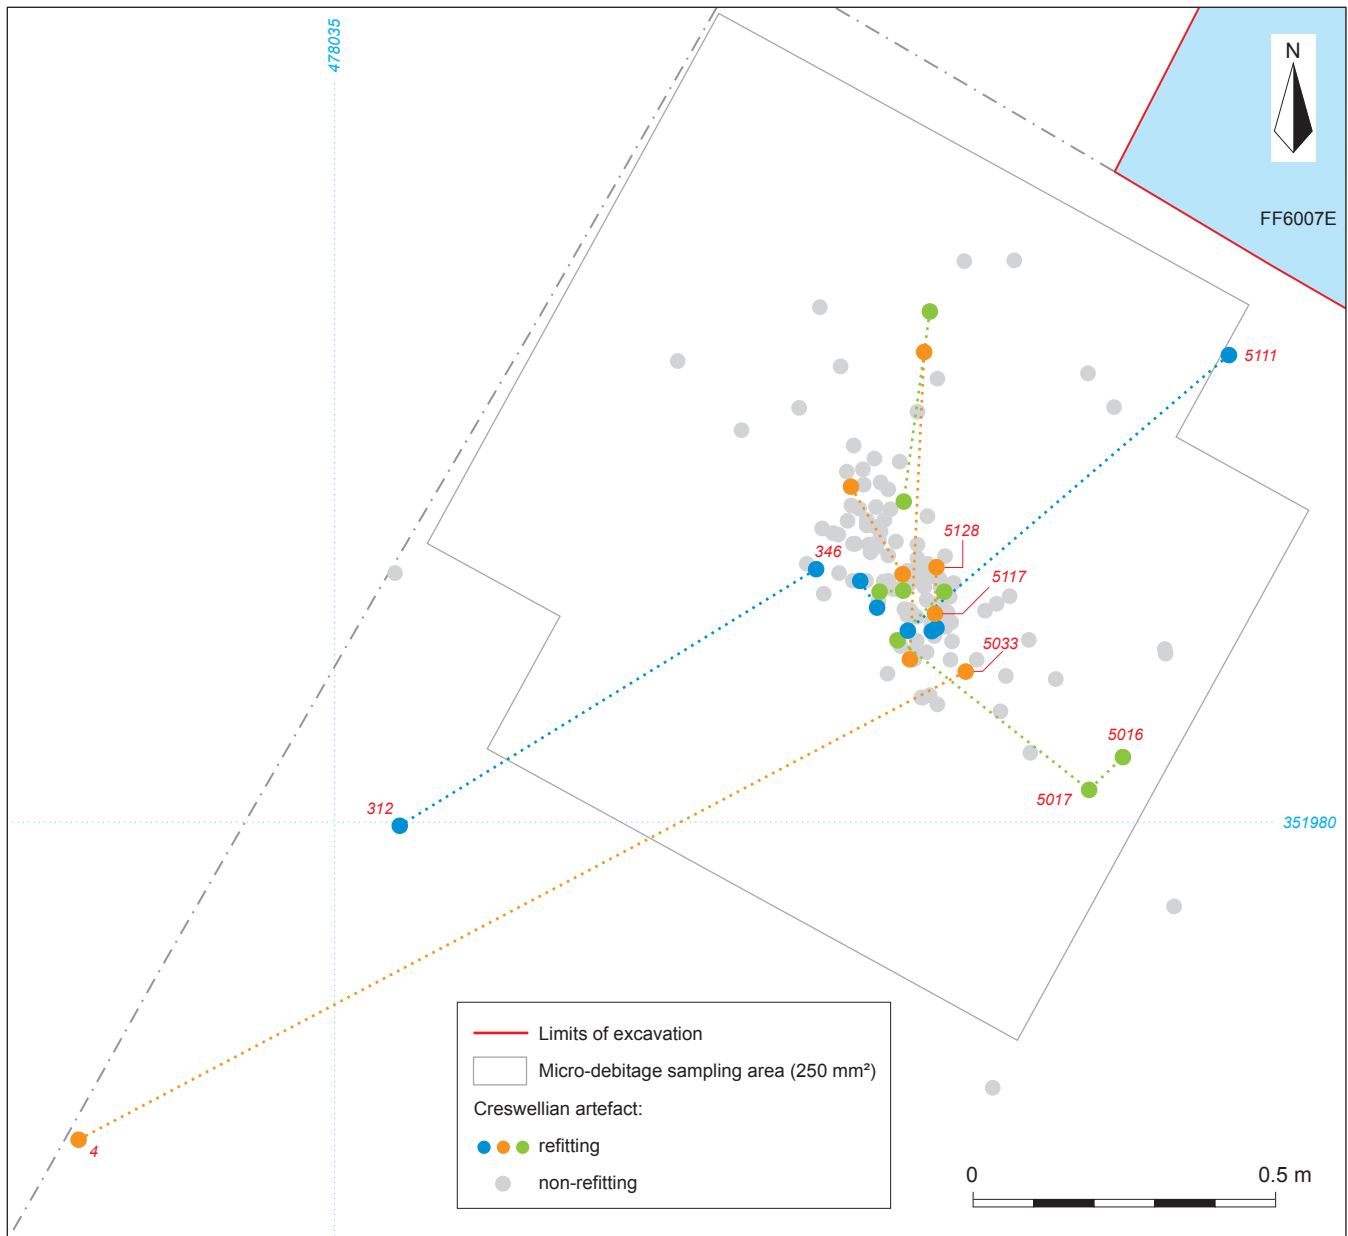 478035
N
FF6007E
5111
5128
346
5117
5033
5016
5017
312
351980
4
Limits of excavation
Micro-debitage sampling area (250 mm²)
Creswellian artefact:
refitting
non-refitting
0 0.5 m